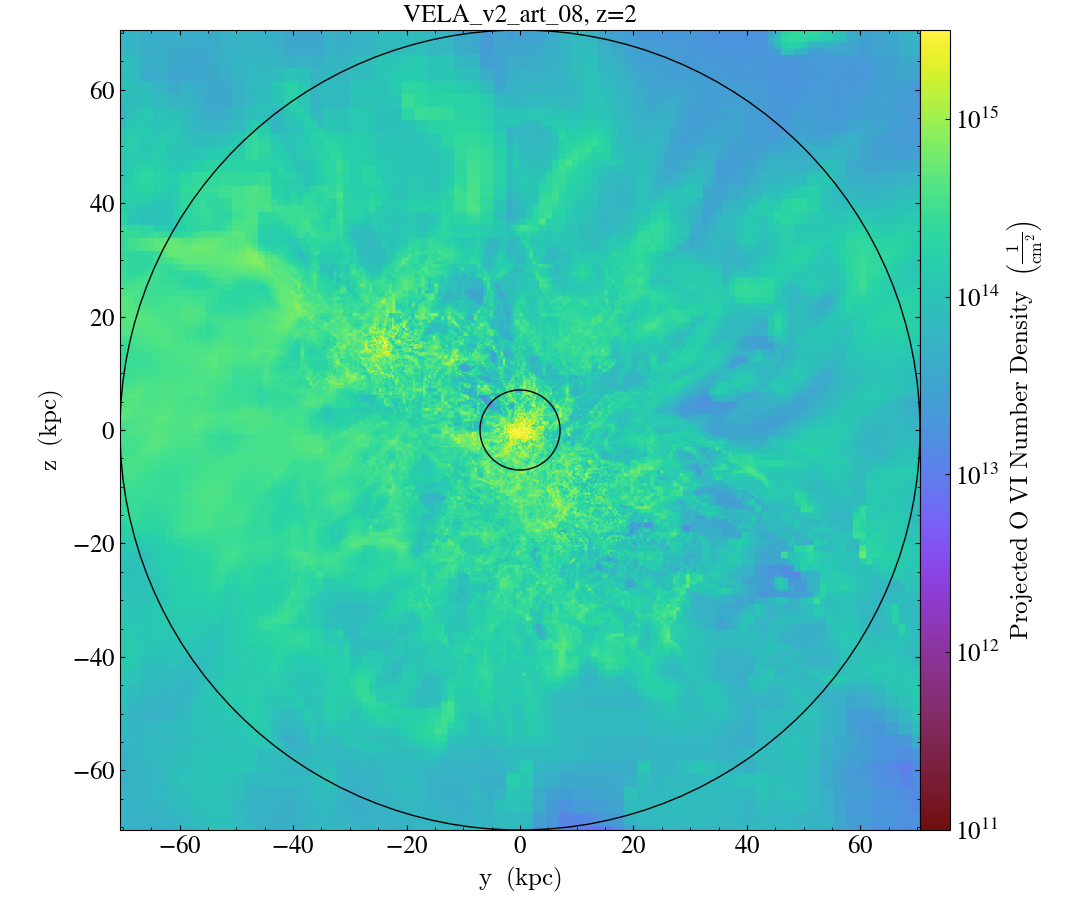 VELA_v2_art_08, z=2
60
40
20
0
−20
−40
−60
z (kpc)
−60 −40 −20 0 20 40 60
y (kpc)
10^15
10^14
10^13
10^12
10^11
Projected O VI Number Density (1/cm^2)